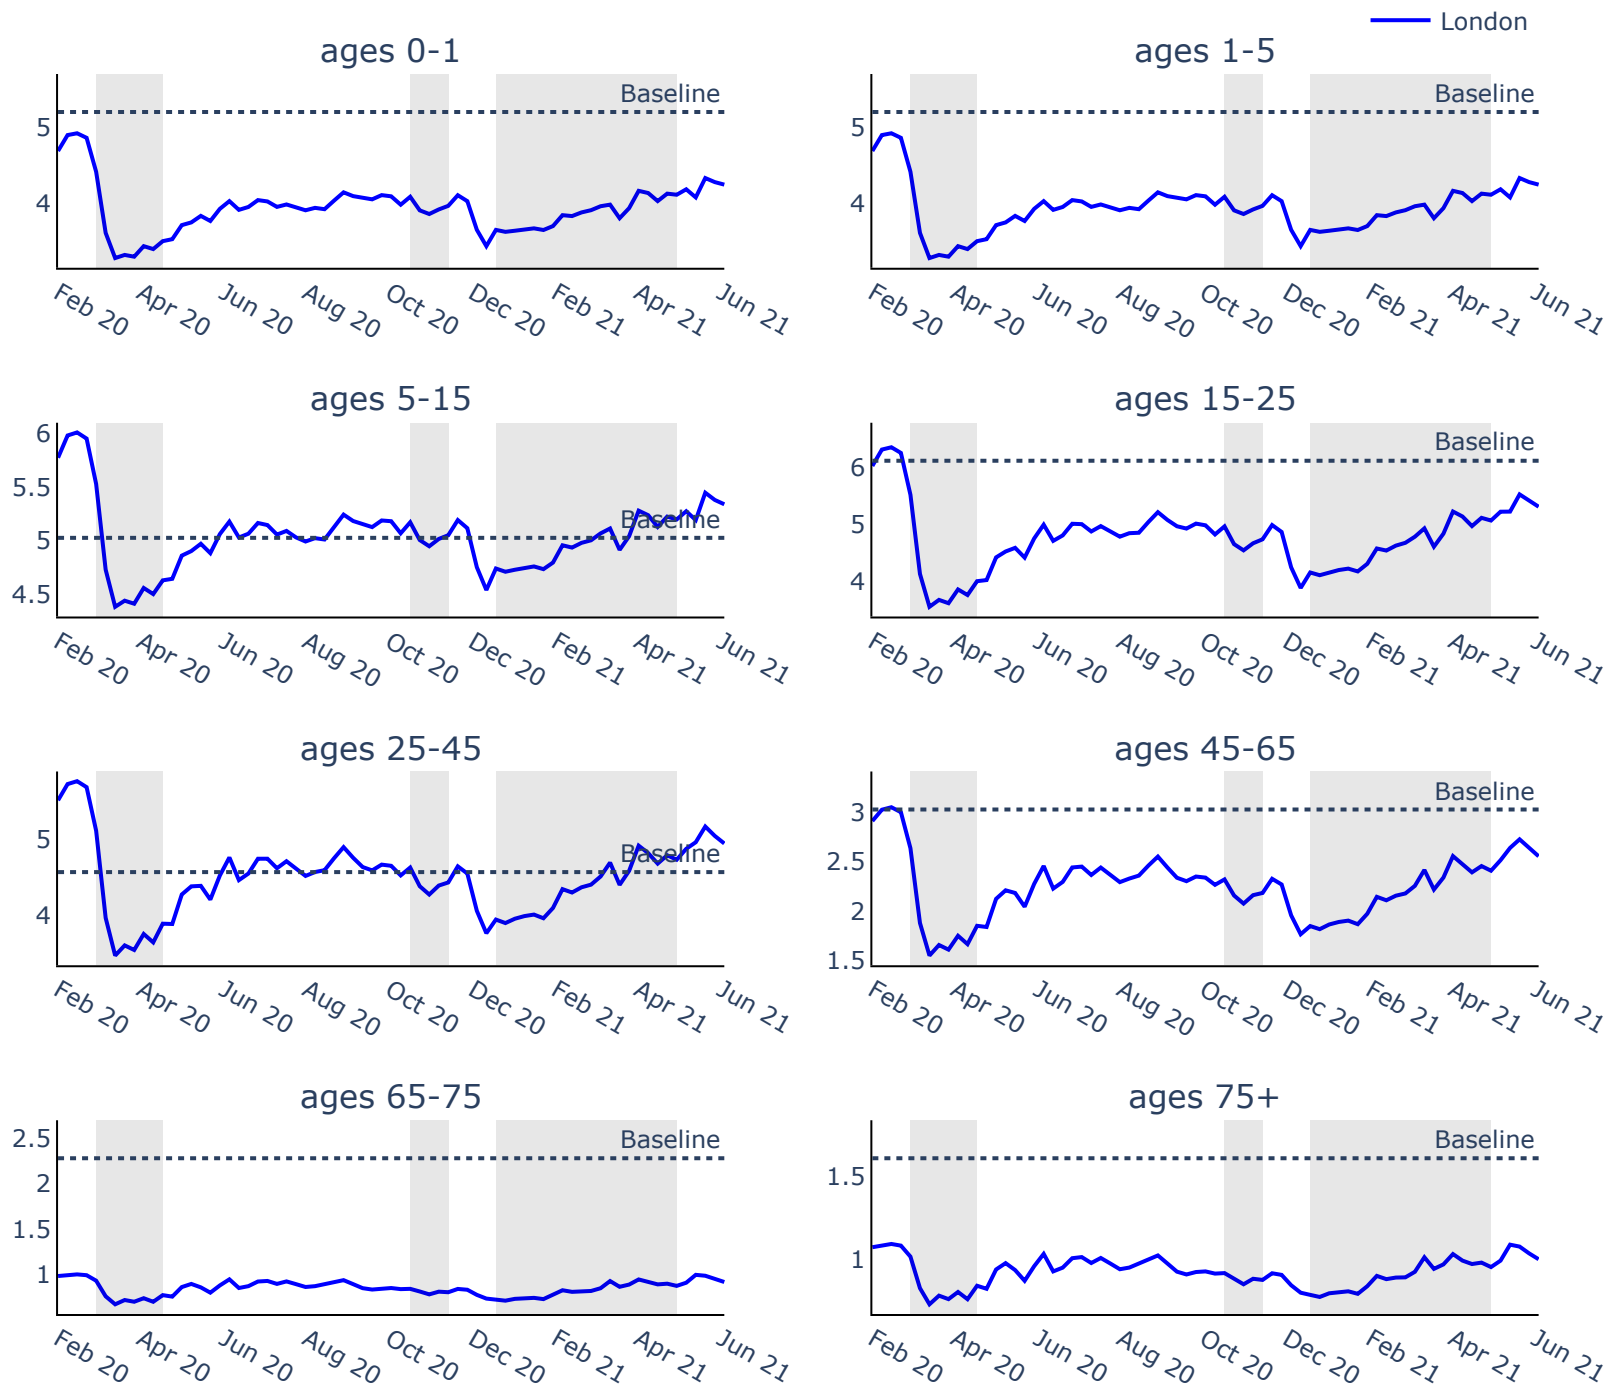 London
ages 0-1
ages 1-5
Baseline
5
4
Feb 20 Apr 20 Jun 20 Aug 20 Oct 20 Dec 20 Feb 21 Apr 21 Jun 21
Baseline
5
4
Feb 20 Apr 20 Jun 20 Aug 20 Oct 20 Dec 20 Feb 21 Apr 21 Jun 21
ages 5-15
ages 15-25
6
5.5
Baseline
5
4.5
Feb 20 Apr 20 Jun 20 Aug 20 Oct 20 Dec 20 Feb 21 Apr 21 Jun 21
Baseline
6
5
4
Feb 20 Apr 20 Jun 20 Aug 20 Oct 20 Dec 20 Feb 21 Apr 21 Jun 21
ages 25-45
ages 45-65
5
Baseline
4
Feb 20 Apr 20 Jun 20 Aug 20 Oct 20 Dec 20 Feb 21 Apr 21 Jun 21
Baseline
3
2.5
2
1.5
Feb 20 Apr 20 Jun 20 Aug 20 Oct 20 Dec 20 Feb 21 Apr 21 Jun 21
ages 65-75
ages 75+
2.5
Baseline
2
1.5
1
Feb 20 Apr 20 Jun 20 Aug 20 Oct 20 Dec 20 Feb 21 Apr 21 Jun 21
Baseline
1.5
1
Feb 20 Apr 20 Jun 20 Aug 20 Oct 20 Dec 20 Feb 21 Apr 21 Jun 21